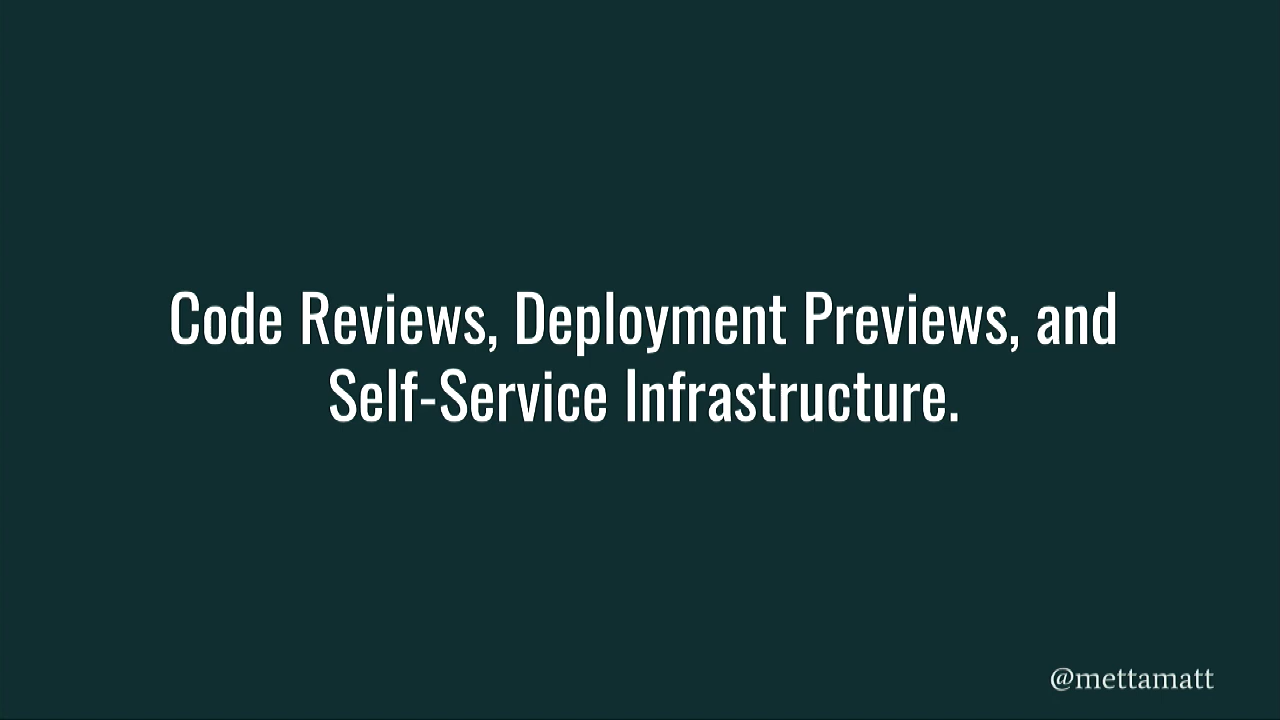 Code Reviews, Deployment Previews, and
Self-Service Infrastructure.
@mettamatt